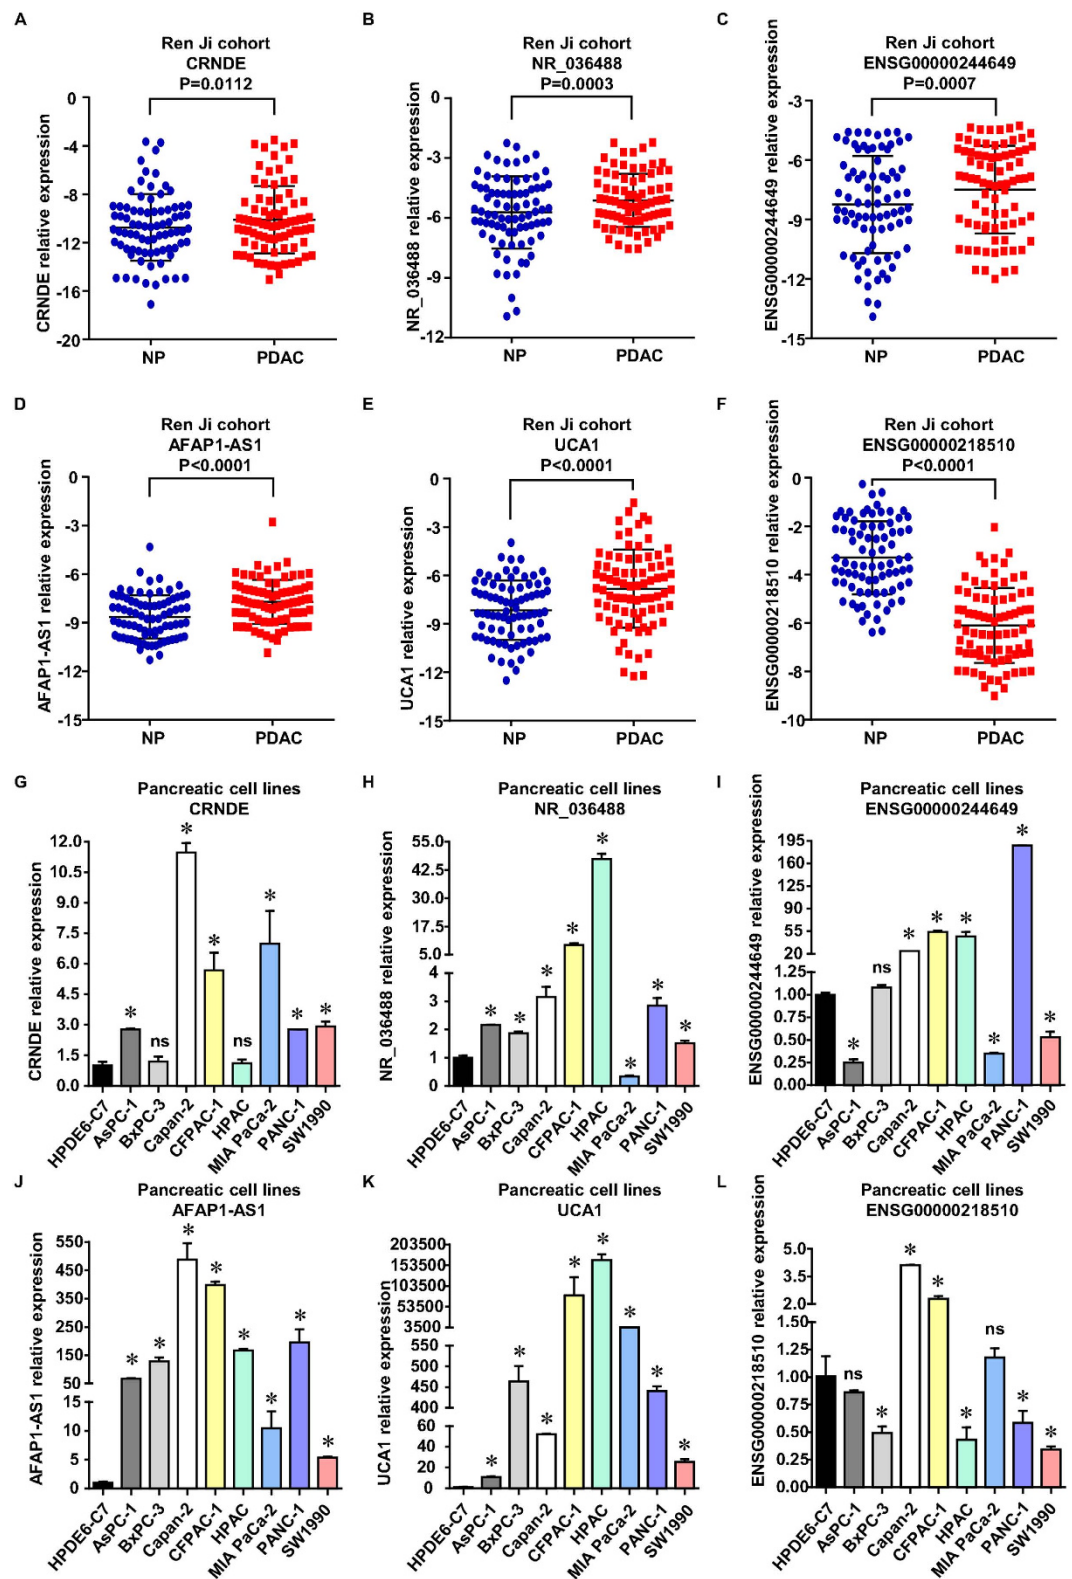 A
Ren Ji cohort
CRNDE
P=0.0112
CRNDE relative expression
0
-4
-8
-12
-16
-20
NP
PDAC
B
Ren Ji cohort
NR_036488
P=0.0003
NR_036488 relative expression
0
-3
-6
-9
-12
NP
PDAC
C
Ren Ji cohort
ENSG00000244649
P=0.0007
ENSG00000244649 relative expression
-3
-6
-9
-12
-15
NP
PDAC
D
Ren Ji cohort
AFAP1-AS1
P<0.0001
AFAP1-AS1 relative expression
0
-3
-6
-9
-12
-15
NP
PDAC
E
Ren Ji cohort
UCA1
P<0.0001
UCA1 relative expression
0
-3
-6
-9
-12
-15
NP
PDAC
F
Ren Ji cohort
ENSG00000218510
P<0.0001
ENSG00000218510 relative expression
0
-2
-4
-6
-8
-10
NP
PDAC
G
Pancreatic cell lines
CRNDE
CRNDE relative expression
12.0
10.5
9.0
7.5
6.0
4.5
3.0
1.5
0.0
* ns * * ns * * *
HPDE6-C7
AsPC-1
BxPC-3
Capan-2
CFPAC-1
HPAC
MIA PaCa-2
PANC-1
SW1990
H
Pancreatic cell lines
NR_036488
NR_036488 relative expression
55.0
42.5
30.0
17.5
5.0
4
3
2
1
0
* * * * * * * *
HPDE6-C7
AsPC-1
BxPC-3
Capan-2
CFPAC-1
HPAC
MIA PaCa-2
PANC-1
SW1990
I
Pancreatic cell lines
ENSG00000244649
ENSG00000244649 relative expression
195
160
125
90
55
20
1.25
1.00
0.75
0.50
0.25
0.00
* ns * * * * * *
HPDE6-C7
AsPC-1
BxPC-3
Capan-2
CFPAC-1
HPAC
MIA PaCa-2
PANC-1
SW1990
J
Pancreatic cell lines
AFAP1-AS1
AFAP1-AS1 relative expression
550
450
350
250
150
50
15
10
5
0
* * * * * * * *
HPDE6-C7
AsPC-1
BxPC-3
Capan-2
CFPAC-1
HPAC
MIA PaCa-2
PANC-1
SW1990
K
Pancreatic cell lines
UCA1
UCA1 relative expression
203500
153500
103500
53500
3500
550
500
450
400
60
40
20
0
* * * * * * * *
HPDE6-C7
AsPC-1
BxPC-3
Capan-2
CFPAC-1
HPAC
MIA PaCa-2
PANC-1
SW1990
L
Pancreatic cell lines
ENSG00000218510
ENSG00000218510 relative expression
5.0
4.0
3.0
2.0
1.50
1.25
1.00
0.75
0.50
0.25
0.00
ns * * * * ns * *
HPDE6-C7
AsPC-1
BxPC-3
Capan-2
CFPAC-1
HPAC
MIA PaCa-2
PANC-1
SW1990